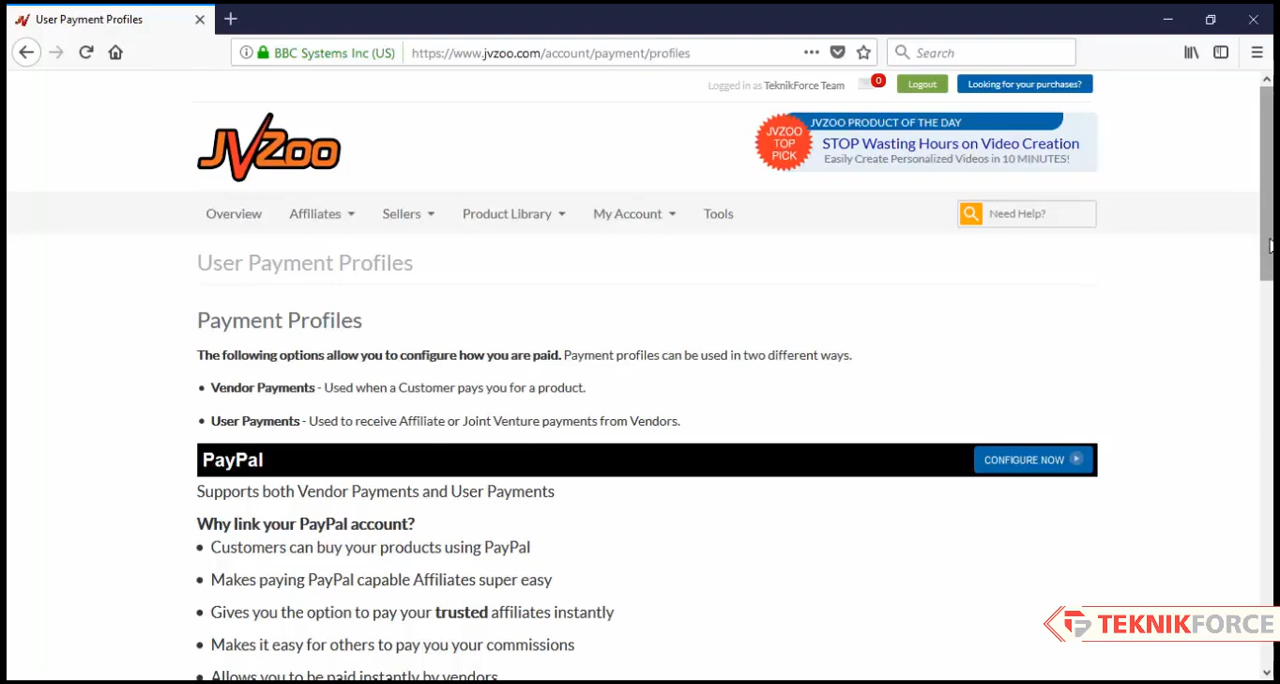 User Payment Profiles
BBC Systems Inc (US) https://www.jvzoo.com/account/payment/profiles Search
Logged in as TeknikForce Team 0 Logout Looking for your purchases?
JVZoo
JVZOO TOP PICK
JVZOO PRODUCT OF THE DAY
STOP Wasting Hours on Video Creation
Easily Create Personalized Videos in 10 MINUTES!
Overview Affiliates Sellers Product Library My Account Tools Need Help?
User Payment Profiles
Payment Profiles
The following options allow you to configure how you are paid. Payment profiles can be used in two different ways.
• Vendor Payments - Used when a Customer pays you for a product.
• User Payments - Used to receive Affiliate or Joint Venture payments from Vendors.
PayPal CONFIGURE NOW
Supports both Vendor Payments and User Payments
Why link your PayPal account?
• Customers can buy your products using PayPal
• Makes paying PayPal capable Affiliates super easy
• Gives you the option to pay your trusted affiliates instantly
• Makes it easy for others to pay you your commissions
• Allows you to be paid instantly by vendors
TEKNIKFORCE